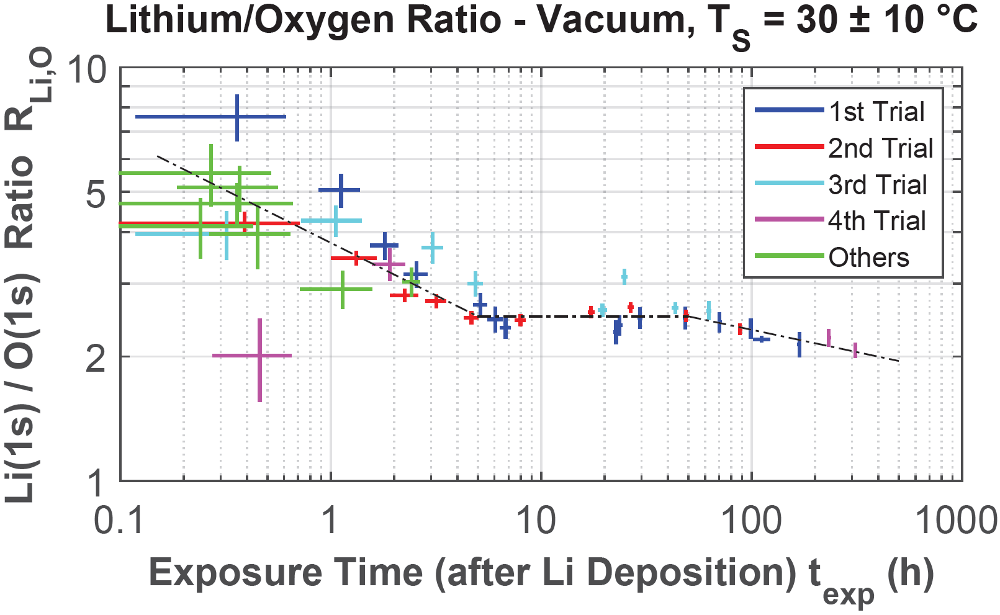 Lithium/Oxygen Ratio - Vacuum, T_S = 30 ± 10 °C
Li(1s) / O(1s) Ratio R_Li,O
10
5
2
1
1st Trial
2nd Trial
3rd Trial
4th Trial
Others
0.1 1 10 100 1000
Exposure Time (after Li Deposition) t_exp (h)